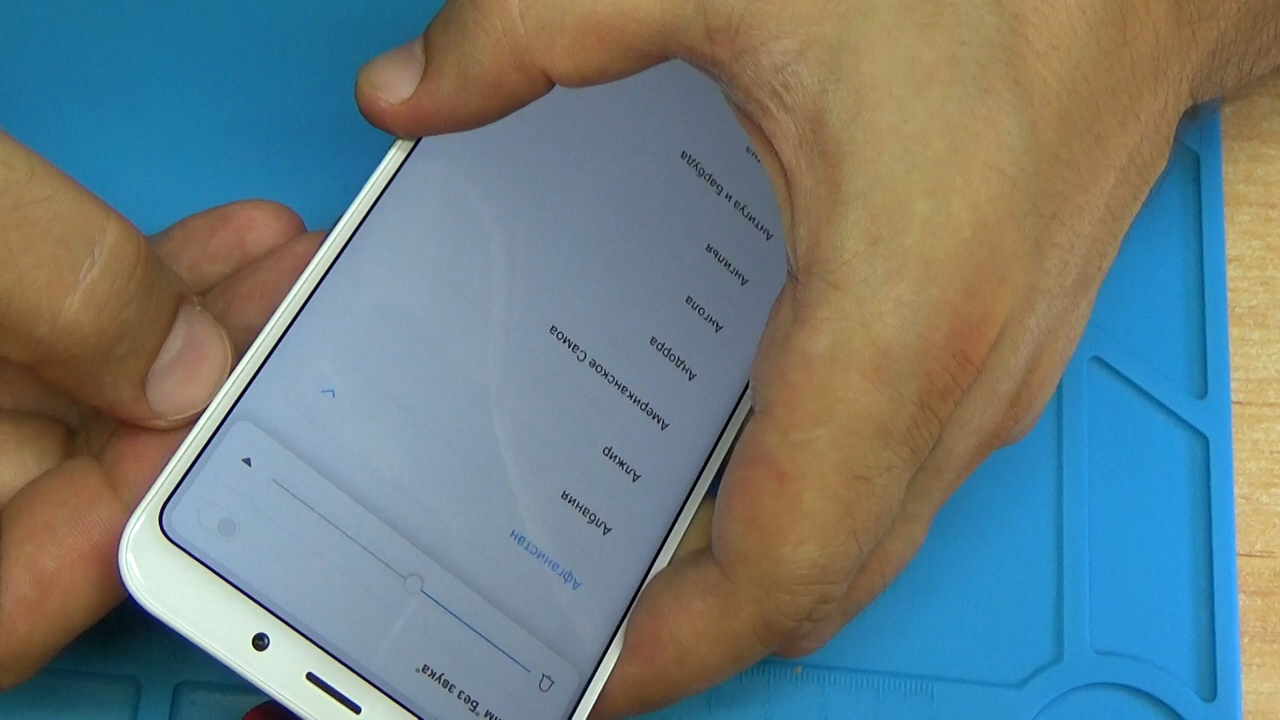 "Без звука"
Афганистан
Албания
Алжир
Американское Самоа
Андорра
Ангола
Ангилья
Антигуа и Барбуда